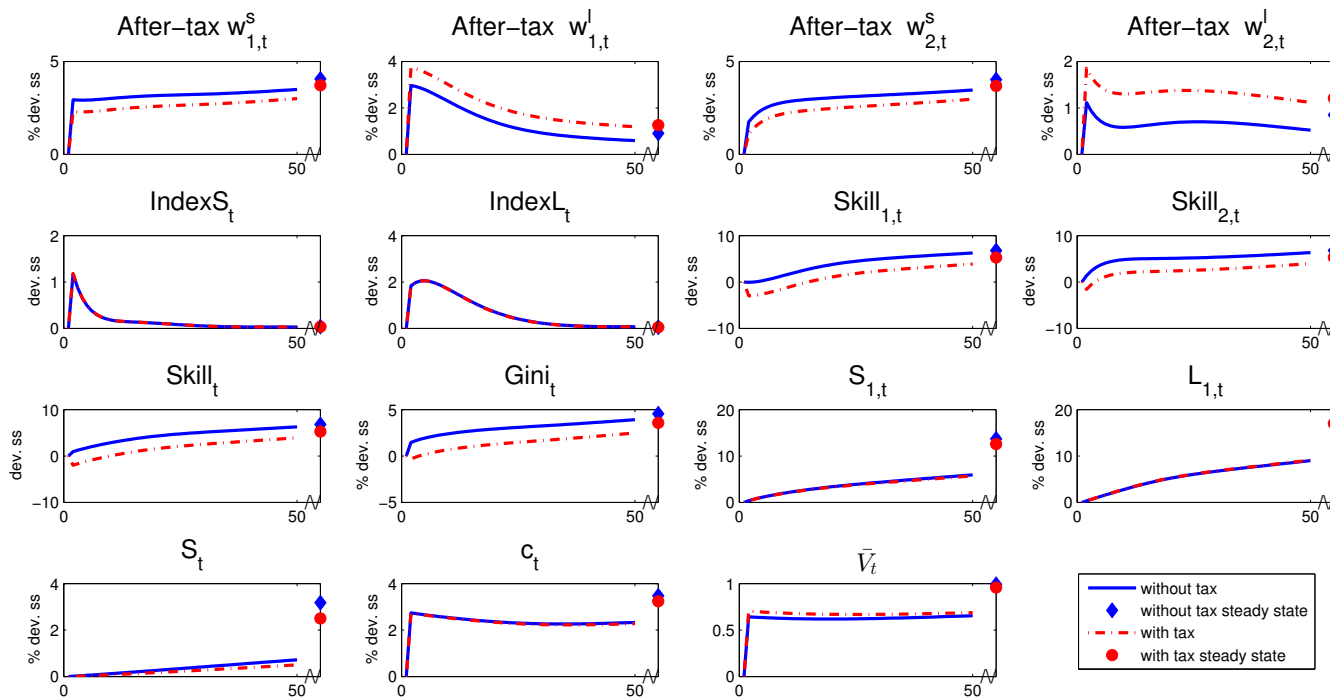 After−tax w^s_{1,t}
After−tax w^l_{1,t}
After−tax w^s_{2,t}
After−tax w^l_{2,t}
% dev. ss
5
0
0
50
% dev. ss
4
3
2
1
0
0
50
% dev. ss
5
0
0
50
% dev. ss
2
1
0
0
50
IndexS_t
IndexL_t
Skill_{1,t}
Skill_{2,t}
dev. ss
2
1
0
0
50
dev. ss
4
2
0
0
50
dev. ss
10
0
−10
0
50
dev. ss
10
0
−10
0
50
Skill_t
Gini_t
S_{1,t}
L_{1,t}
dev. ss
10
0
−10
0
50
% dev. ss
5
0
−5
0
50
% dev. ss
20
10
0
0
50
% dev. ss
20
10
0
0
50
S_t
c_t
V̄_t
% dev. ss
4
2
0
0
50
% dev. ss
4
2
0
0
50
% dev. ss
1
0.5
0
0
50
without tax
without tax steady state
with tax
with tax steady state